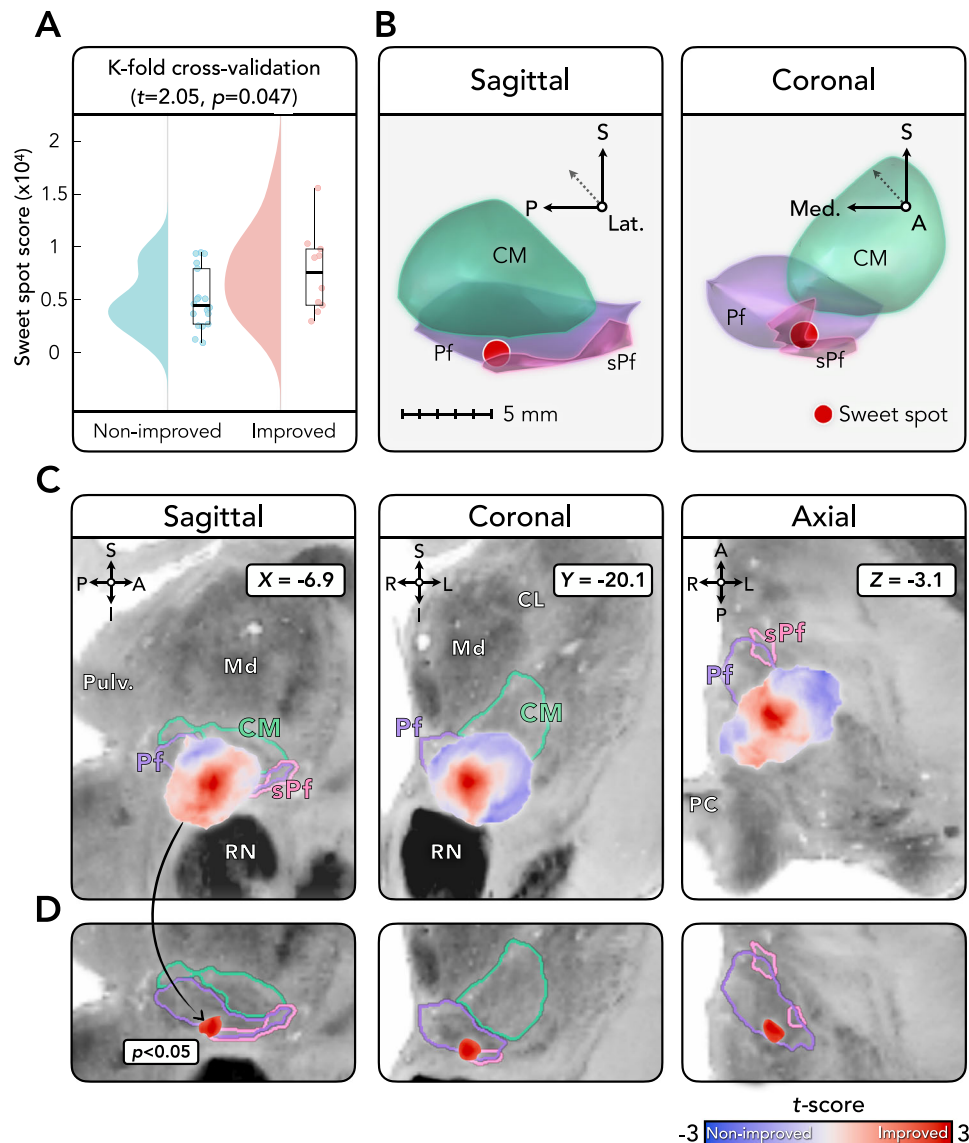 A
K-fold cross-validation
(t=2.05, p=0.047)
Sweet spot score (x10⁴)
2
1.5
1
0.5
0
Non-improved
Improved
B
Sagittal
S
P
Lat.
CM
Pf
sPf
5 mm
Coronal
S
Med.
A
CM
Pf
sPf
Sweet spot
C
Sagittal
S
P
A
I
X = -6.9
Md
Pulv.
CM
Pf
sPf
RN
Coronal
S
R
L
I
Y = -20.1
CL
Md
Pf
CM
RN
Axial
A
R
L
P
Z = -3.1
sPf
Pf
PC
D
p<0.05
t-score
-3
Non-improved
Improved
3